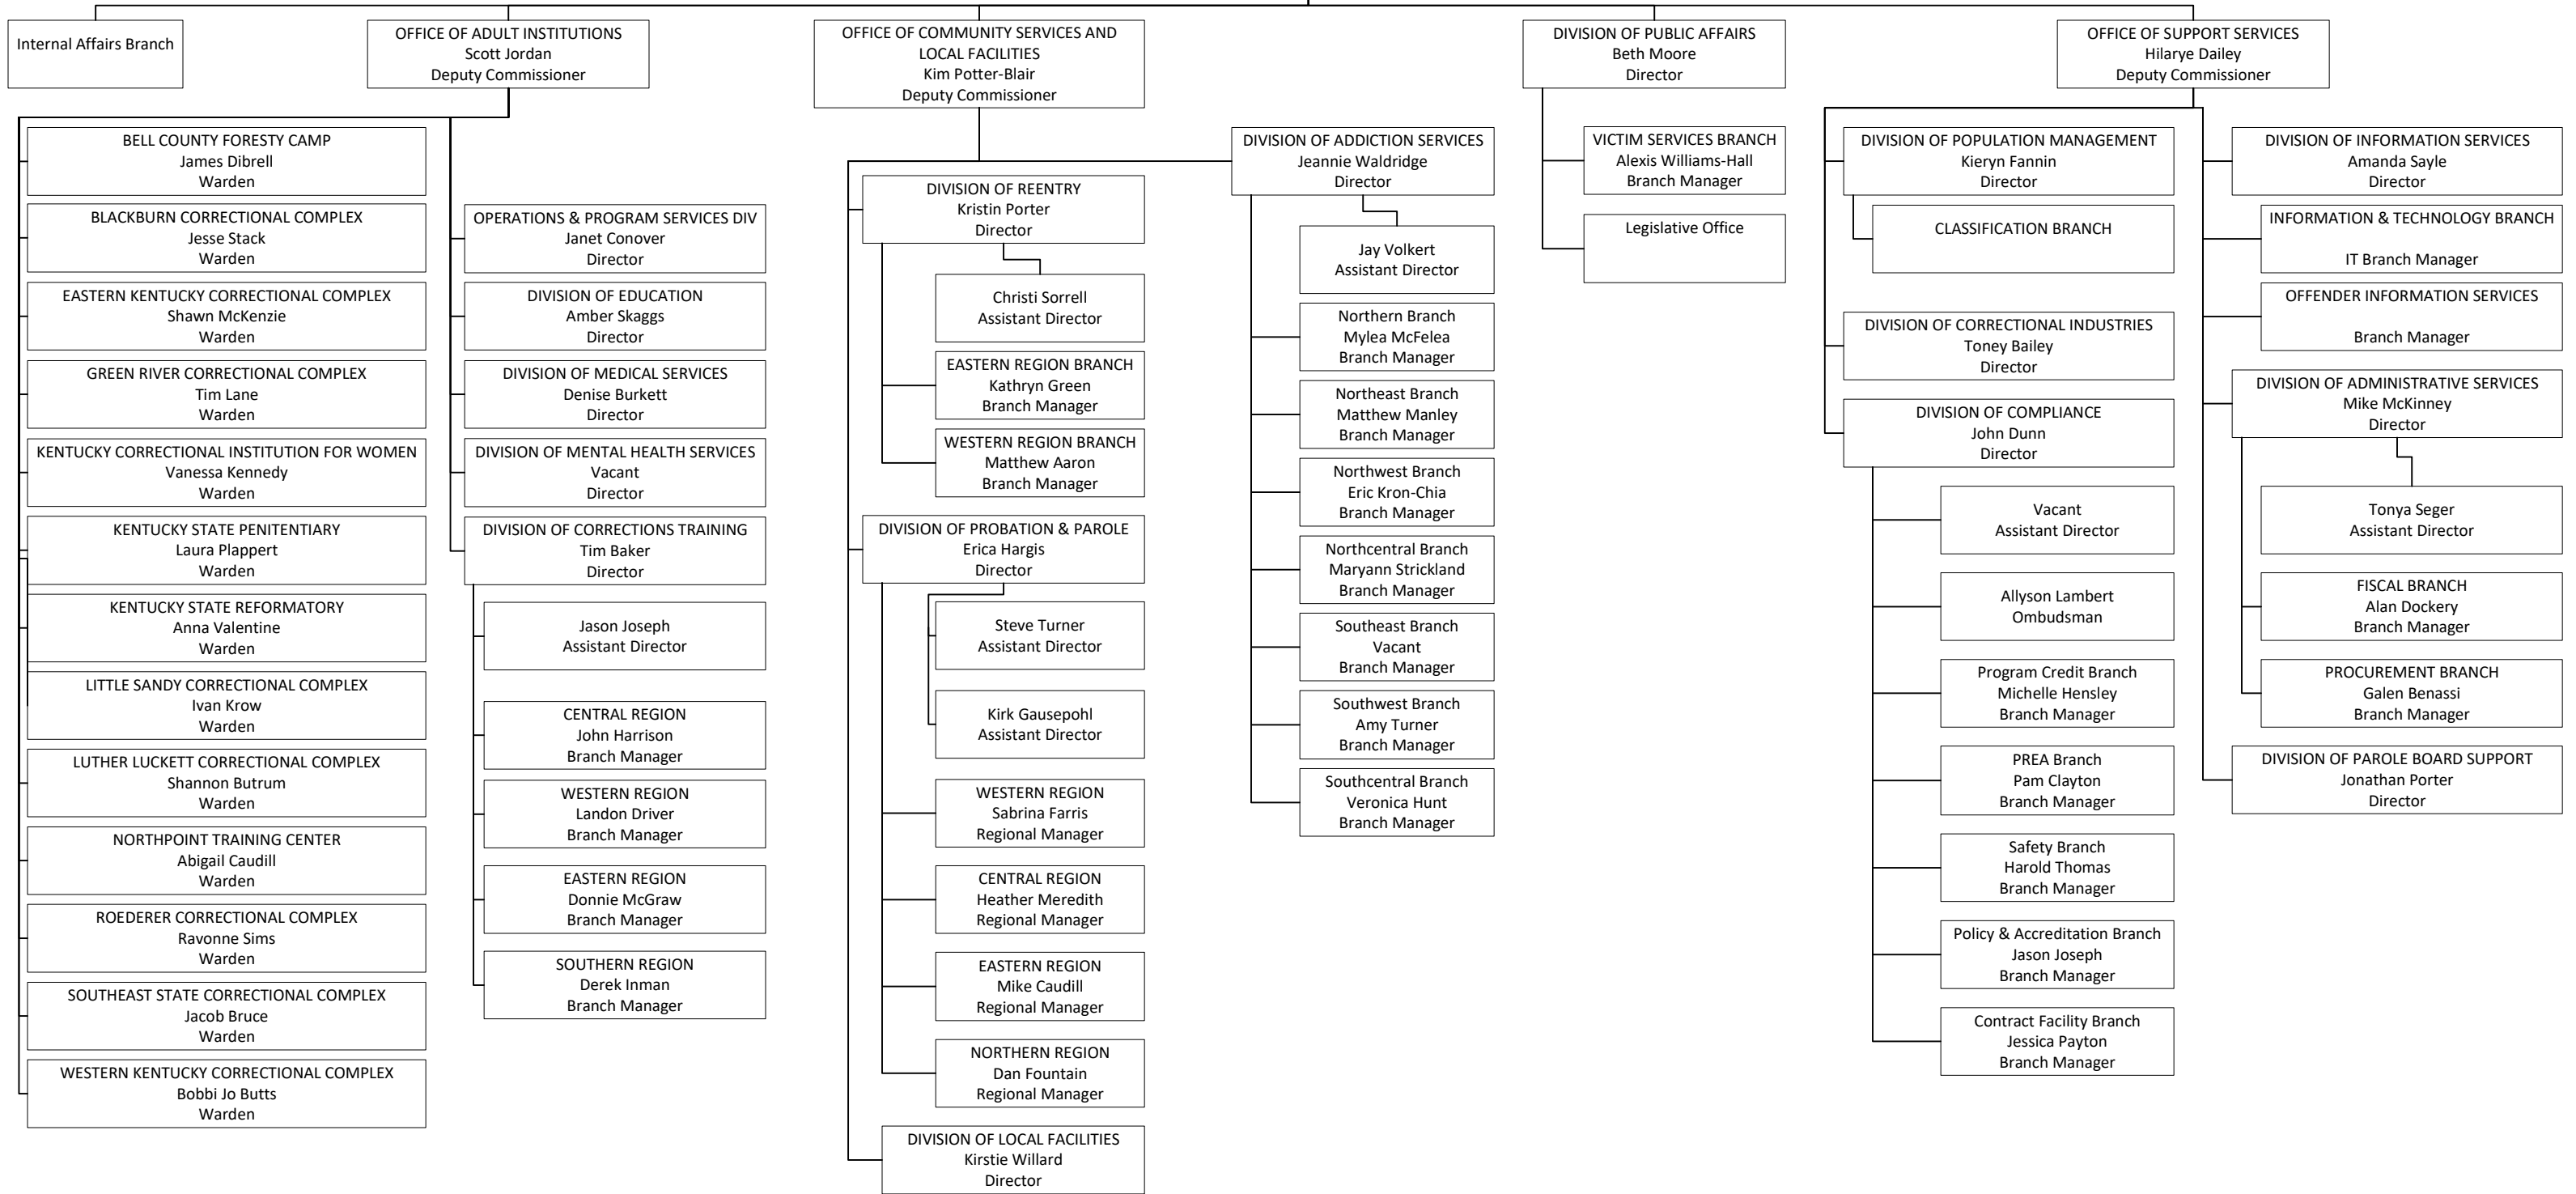 Internal Affairs Branch
OFFICE OF ADULT INSTITUTIONS
Scott Jordan
Deputy Commissioner
BELL COUNTY FORESTY CAMP
James Dibrell
Warden
BLACKBURN CORRECTIONAL COMPLEX
Jesse Stack
Warden
EASTERN KENTUCKY CORRECTIONAL COMPLEX
Shawn McKenzie
Warden
GREEN RIVER CORRECTIONAL COMPLEX
Tim Lane
Warden
KENTUCKY CORRECTIONAL INSTITUTION FOR WOMEN
Vanessa Kennedy
Warden
KENTUCKY STATE PENITENTIARY
Laura Plappert
Warden
KENTUCKY STATE REFORMATORY
Anna Valentine
Warden
LITTLE SANDY CORRECTIONAL COMPLEX
Ivan Krow
Warden
LUTHER LUCKETT CORRECTIONAL COMPLEX
Shannon Butrum
Warden
NORTHPOINT TRAINING CENTER
Abigail Caudill
Warden
ROEDERER CORRECTIONAL COMPLEX
Ravonne Sims
Warden
SOUTHEAST STATE CORRECTIONAL COMPLEX
Jacob Bruce
Warden
WESTERN KENTUCKY CORRECTIONAL COMPLEX
Bobbi Jo Butts
Warden
OPERATIONS & PROGRAM SERVICES DIV
Janet Conover
Director
DIVISION OF EDUCATION
Amber Skaggs
Director
DIVISION OF MEDICAL SERVICES
Denise Burkett
Director
DIVISION OF MENTAL HEALTH SERVICES
Vacant
Director
DIVISION OF CORRECTIONS TRAINING
Tim Baker
Director
Jason Joseph
Assistant Director
CENTRAL REGION
John Harrison
Branch Manager
WESTERN REGION
Landon Driver
Branch Manager
EASTERN REGION
Donnie McGraw
Branch Manager
SOUTHERN REGION
Derek Inman
Branch Manager
OFFICE OF COMMUNITY SERVICES AND
LOCAL FACILITIES
Kim Potter-Blair
Deputy Commissioner
DIVISION OF REENTRY
Kristin Porter
Director
Christi Sorrell
Assistant Director
EASTERN REGION BRANCH
Kathryn Green
Branch Manager
WESTERN REGION BRANCH
Matthew Aaron
Branch Manager
DIVISION OF PROBATION & PAROLE
Erica Hargis
Director
Steve Turner
Assistant Director
Kirk Gausepohl
Assistant Director
WESTERN REGION
Sabrina Farris
Regional Manager
CENTRAL REGION
Heather Meredith
Regional Manager
EASTERN REGION
Mike Caudill
Regional Manager
NORTHERN REGION
Dan Fountain
Regional Manager
DIVISION OF LOCAL FACILITIES
Kirstie Willard
Director
DIVISION OF ADDICTION SERVICES
Jeannie Waldridge
Director
Jay Volkert
Assistant Director
Northern Branch
Mylea McFelea
Branch Manager
Northeast Branch
Matthew Manley
Branch Manager
Northwest Branch
Eric Kron-Chia
Branch Manager
Northcentral Branch
Maryann Strickland
Branch Manager
Southeast Branch
Vacant
Branch Manager
Southwest Branch
Amy Turner
Branch Manager
Southcentral Branch
Veronica Hunt
Branch Manager
DIVISION OF PUBLIC AFFAIRS
Beth Moore
Director
VICTIM SERVICES BRANCH
Alexis Williams-Hall
Branch Manager
Legislative Office
OFFICE OF SUPPORT SERVICES
Hilarye Dailey
Deputy Commissioner
DIVISION OF POPULATION MANAGEMENT
Kieryn Fannin
Director
CLASSIFICATION BRANCH
DIVISION OF CORRECTIONAL INDUSTRIES
Toney Bailey
Director
DIVISION OF COMPLIANCE
John Dunn
Director
Vacant
Assistant Director
Allyson Lambert
Ombudsman
Program Credit Branch
Michelle Hensley
Branch Manager
PREA Branch
Pam Clayton
Branch Manager
Safety Branch
Harold Thomas
Branch Manager
Policy & Accreditation Branch
Jason Joseph
Branch Manager
Contract Facility Branch
Jessica Payton
Branch Manager
DIVISION OF INFORMATION SERVICES
Amanda Sayle
Director
INFORMATION & TECHNOLOGY BRANCH
IT Branch Manager
OFFENDER INFORMATION SERVICES
Branch Manager
DIVISION OF ADMINISTRATIVE SERVICES
Mike McKinney
Director
Tonya Seger
Assistant Director
FISCAL BRANCH
Alan Dockery
Branch Manager
PROCUREMENT BRANCH
Galen Benassi
Branch Manager
DIVISION OF PAROLE BOARD SUPPORT
Jonathan Porter
Director